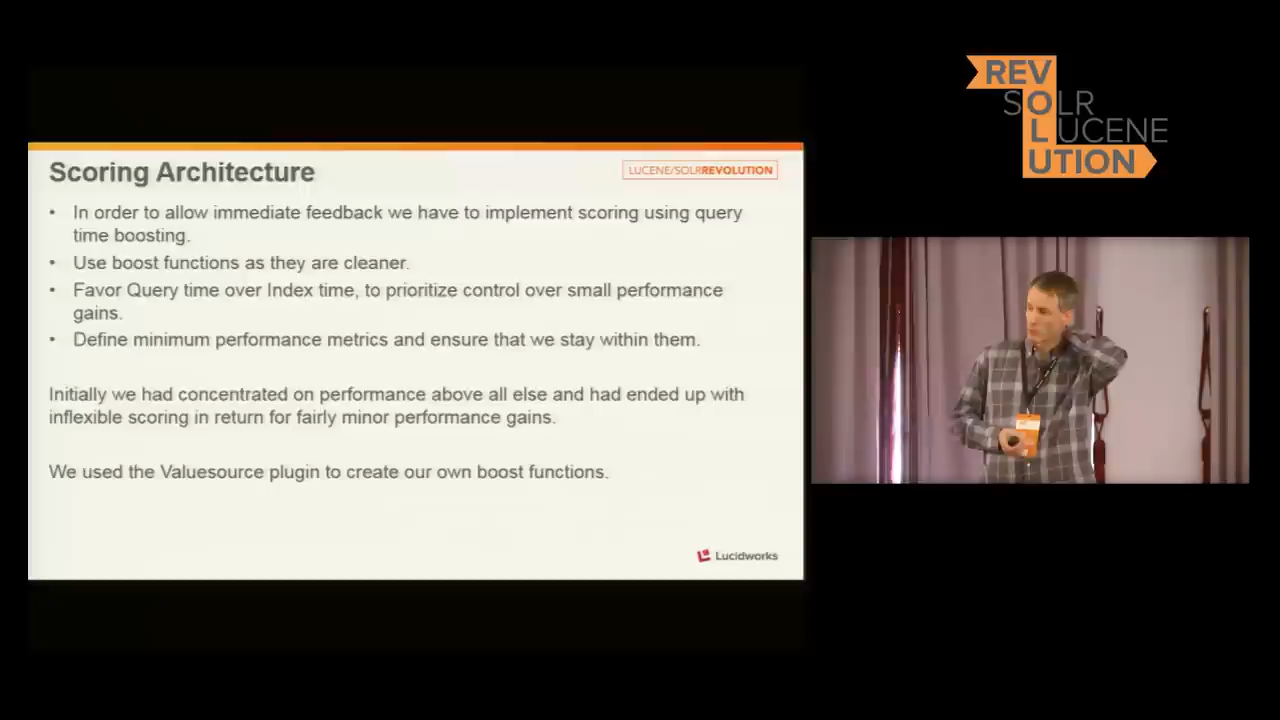 REV
SOLR
LUCENE
UTION
Scoring Architecture
LUCENE/SOLRREVOLUTION
• In order to allow immediate feedback we have to implement scoring using query
time boosting.
• Use boost functions as they are cleaner.
• Favor Query time over Index time, to prioritize control over small performance
gains.
• Define minimum performance metrics and ensure that we stay within them.
Initially we had concentrated on performance above all else and had ended up with
inflexible scoring in return for fairly minor performance gains.
We used the Valuesource plugin to create our own boost functions.
Lucidworks